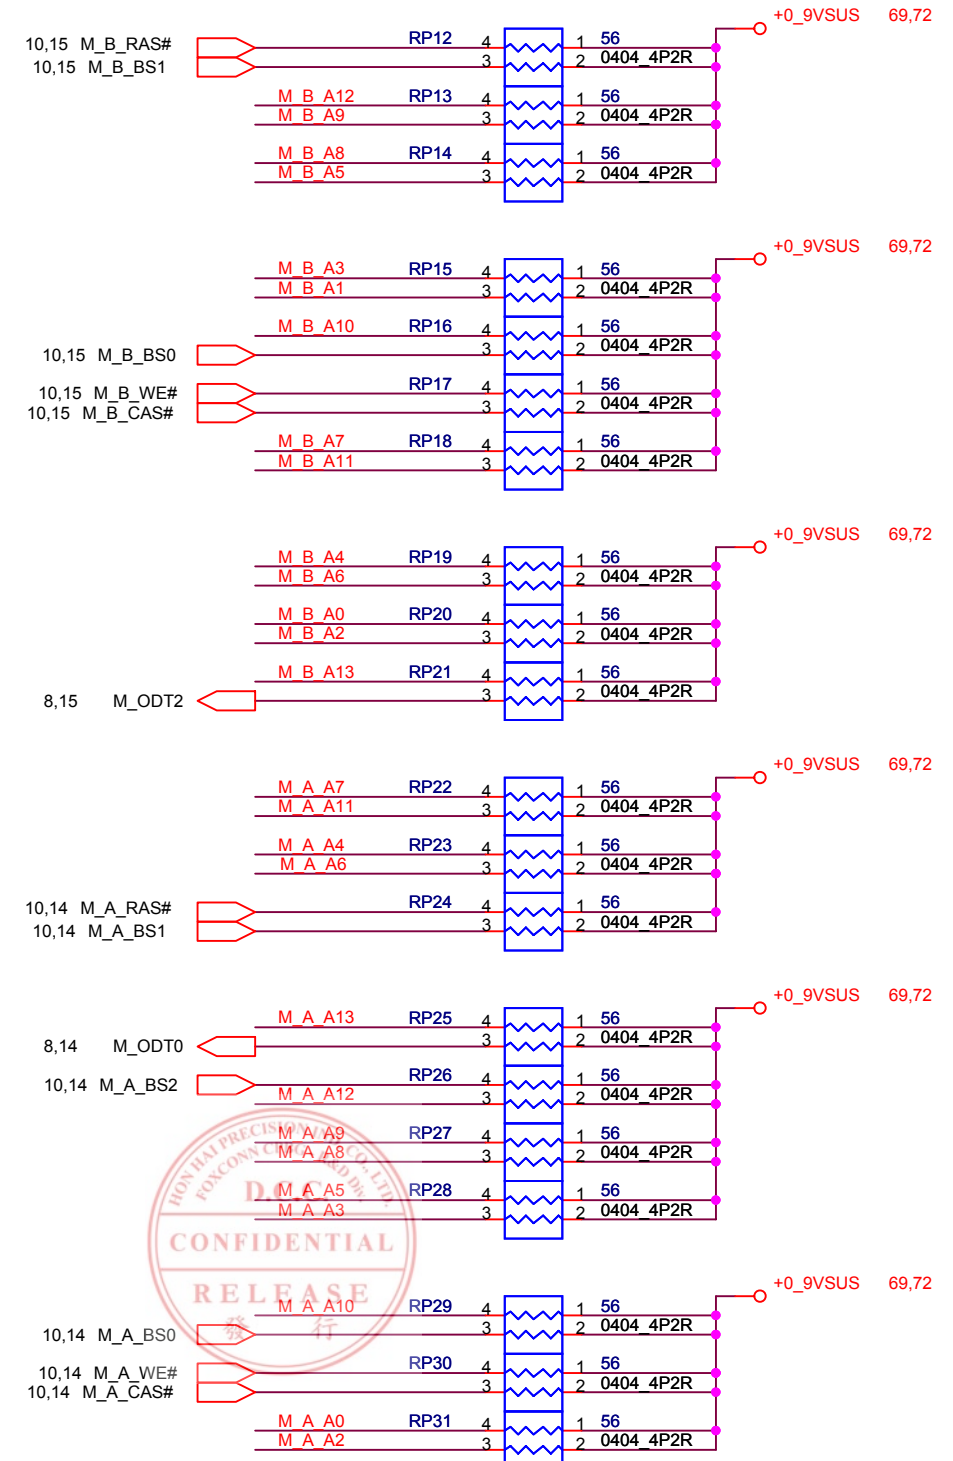 +0_9VSUS 69,72
10,15 M_B_RAS# RP12 4 1 56
10,15 M_B_BS1 3 2 0404_4P2R
M_B_A12 RP13 4 1 56
M_B_A9 3 2 0404_4P2R
M_B_A8 RP14 4 1 56
M_B_A5 3 2 0404_4P2R
+0_9VSUS 69,72
M_B_A3 RP15 4 1 56
M_B_A1 3 2 0404_4P2R
M_B_A10 RP16 4 1 56
10,15 M_B_BS0 3 2 0404_4P2R
10,15 M_B_WE# RP17 4 1 56
10,15 M_B_CAS# 3 2 0404_4P2R
M_B_A7 RP18 4 1 56
M_B_A11 3 2 0404_4P2R
+0_9VSUS 69,72
M_B_A4 RP19 4 1 56
M_B_A6 3 2 0404_4P2R
M_B_A0 RP20 4 1 56
M_B_A2 3 2 0404_4P2R
M_B_A13 RP21 4 1 56
8,15 M_ODT2 3 2 0404_4P2R
+0_9VSUS 69,72
M_A_A7 RP22 4 1 56
M_A_A11 3 2 0404_4P2R
M_A_A4 RP23 4 1 56
M_A_A6 3 2 0404_4P2R
10,14 M_A_RAS# RP24 4 1 56
10,14 M_A_BS1 3 2 0404_4P2R
+0_9VSUS 69,72
M_A_A13 RP25 4 1 56
8,14 M_ODT0 3 2 0404_4P2R
10,14 M_A_BS2 RP26 4 1 56
M_A_A12 3 2 0404_4P2R
M_A_A9 RP27 4 1 56
M_A_A8 3 2 0404_4P2R
M_A_A5 RP28 4 1 56
M_A_A3 3 2 0404_4P2R
HON HAI PRECISION IND. CO., LTD.
FOXCONN R&D Div.
D.C.C.
CONFIDENTIAL
RELEASE
發 行
+0_9VSUS 69,72
M_A_A10 RP29 4 1 56
10,14 M_A_BS0 3 2 0404_4P2R
10,14 M_A_WE# RP30 4 1 56
10,14 M_A_CAS# 3 2 0404_4P2R
M_A_A0 RP31 4 1 56
M_A_A2 3 2 0404_4P2R